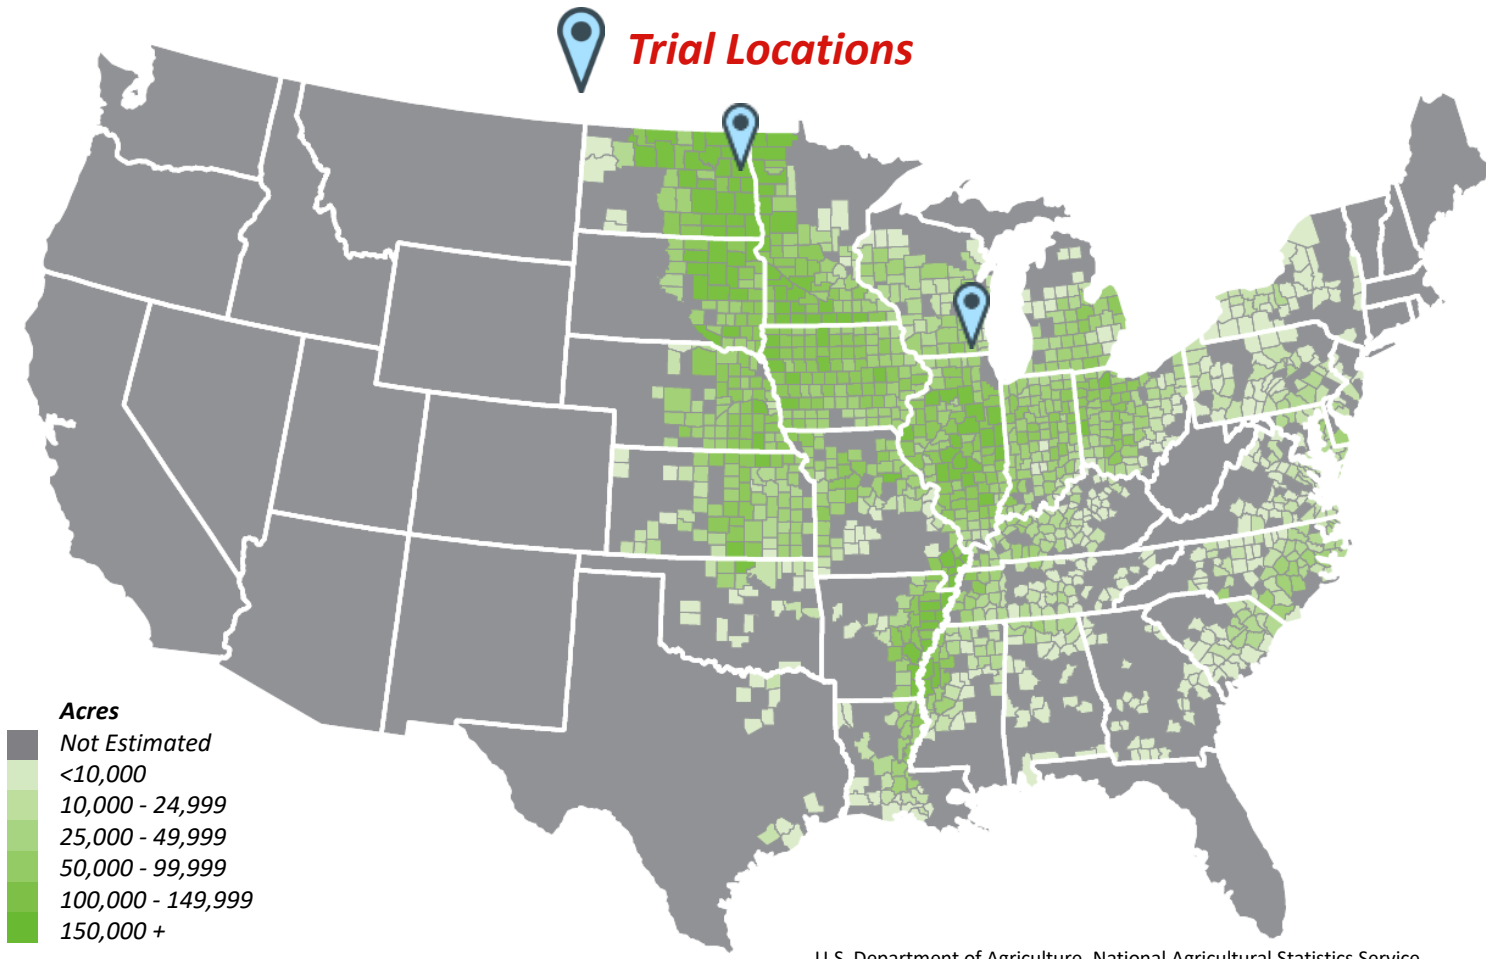 Trial Locations
Acres
Not Estimated
<10,000
10,000 - 24,999
25,000 - 49,999
50,000 - 99,999
100,000 - 149,999
150,000 +
U.S. Department of Agriculture, National Agricultural Statistics Service